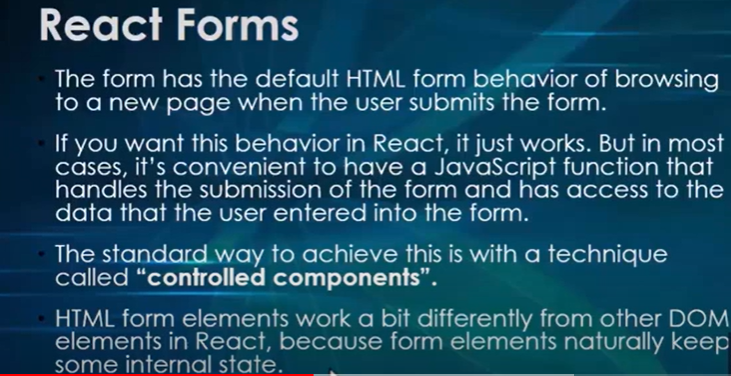 React Forms
The form has the default HTML form behavior of browsing
to a new page when the user submits the form.
If you want this behavior in React, it just works. But in most
cases, it's convenient to have a JavaScript function that
handles the submission of the form and has access to the
data that the user entered into the form.
The standard way to achieve this is with a technique
called “controlled components”.
HTML form elements work a bit differently from other DOM
elements in React, because form elements naturally keep
some internal state.